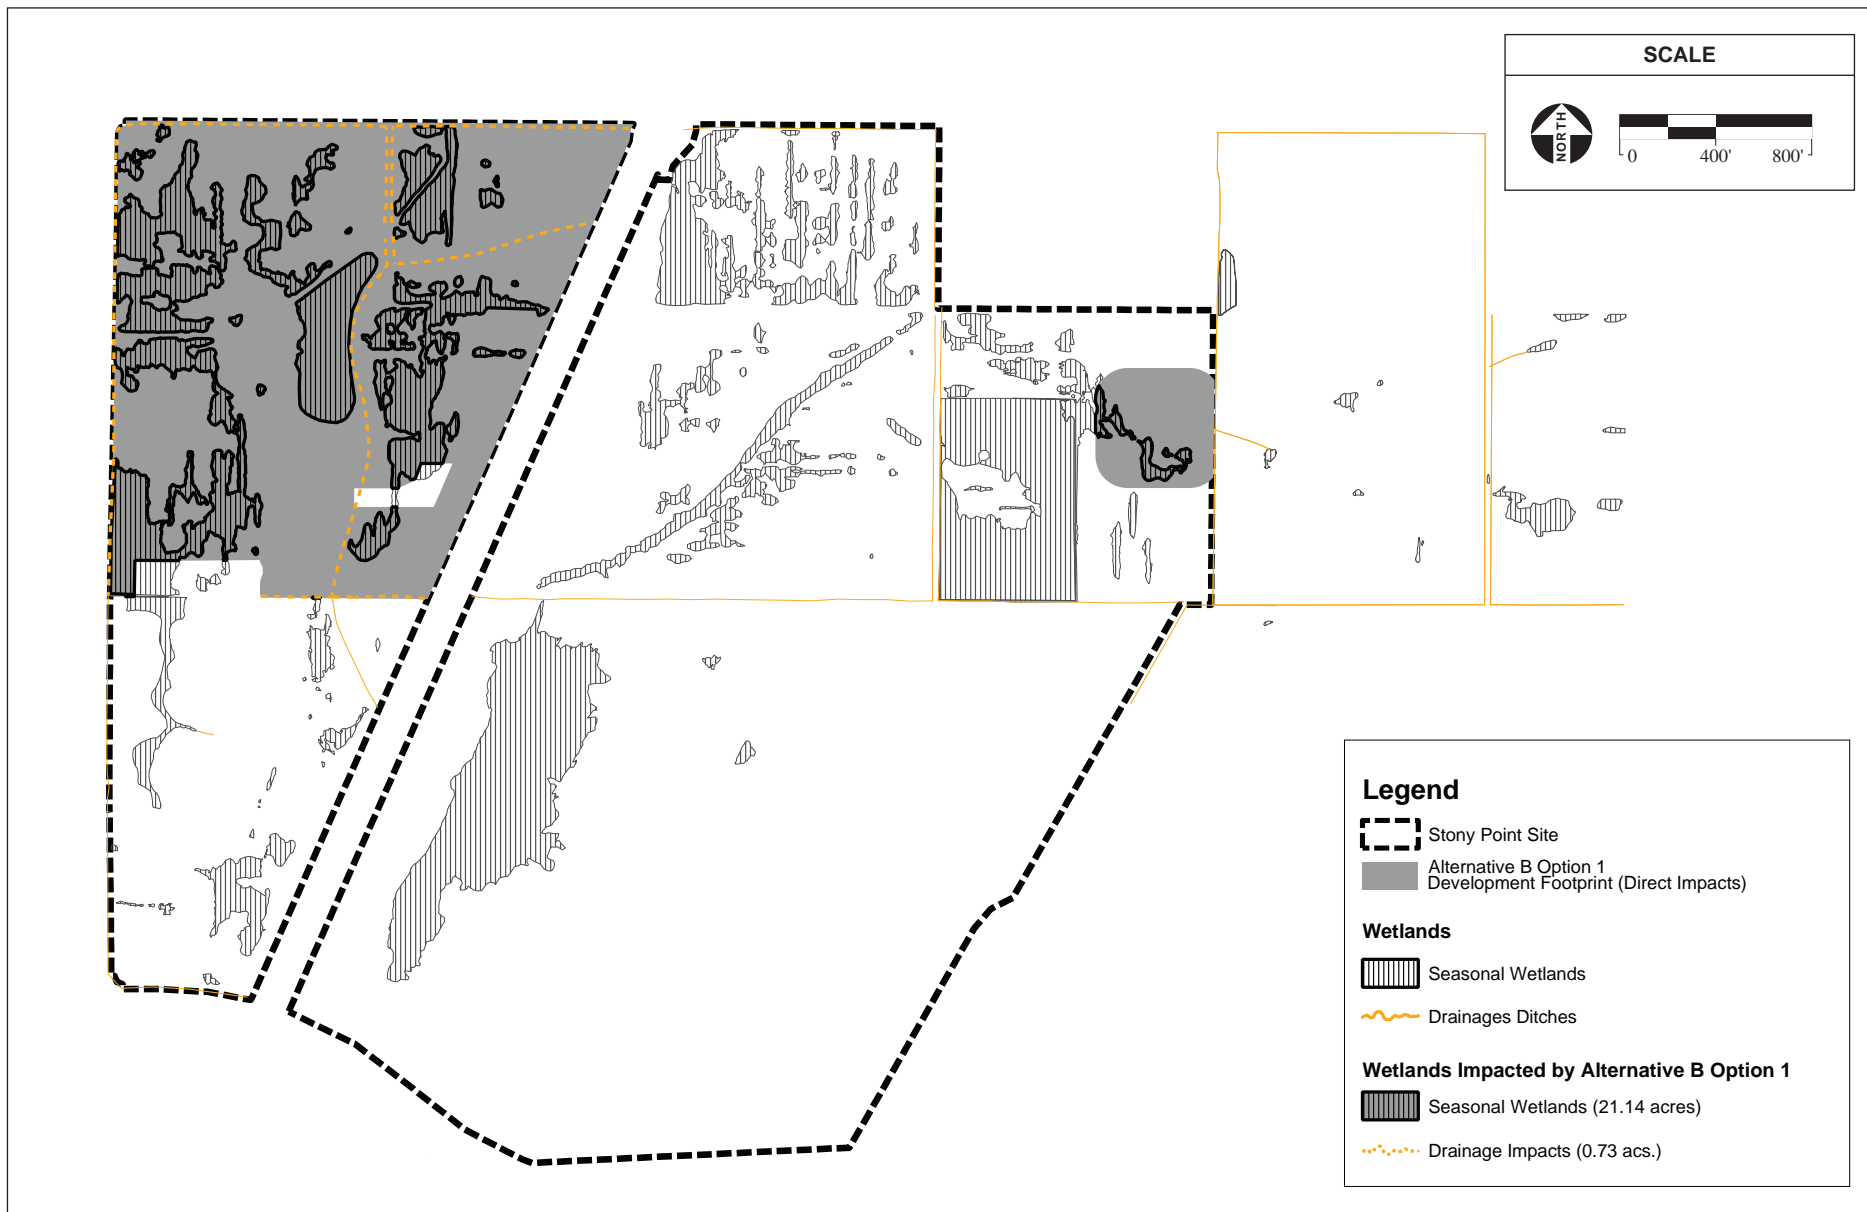 SCALE
NORTH
0 400' 800'
Legend
Stony Point Site
Alternative B Option 1
Development Footprint (Direct Impacts)
Wetlands
Seasonal Wetlands
Drainages Ditches
Wetlands Impacted by Alternative B Option 1
Seasonal Wetlands (21.14 acres)
Drainage Impacts (0.73 acs.)